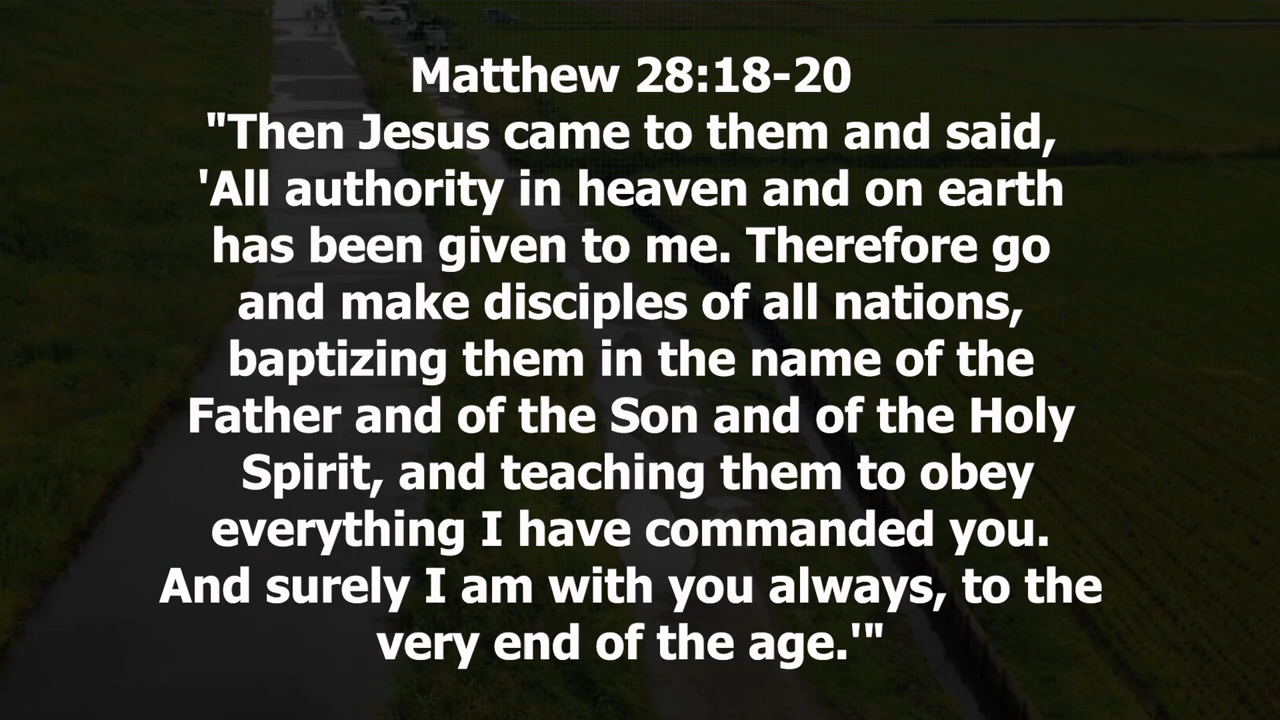 Matthew 28:18-20
"Then Jesus came to them and said,
'All authority in heaven and on earth
has been given to me. Therefore go
and make disciples of all nations,
baptizing them in the name of the
Father and of the Son and of the Holy
Spirit, and teaching them to obey
everything I have commanded you.
And surely I am with you always, to the
very end of the age.'"